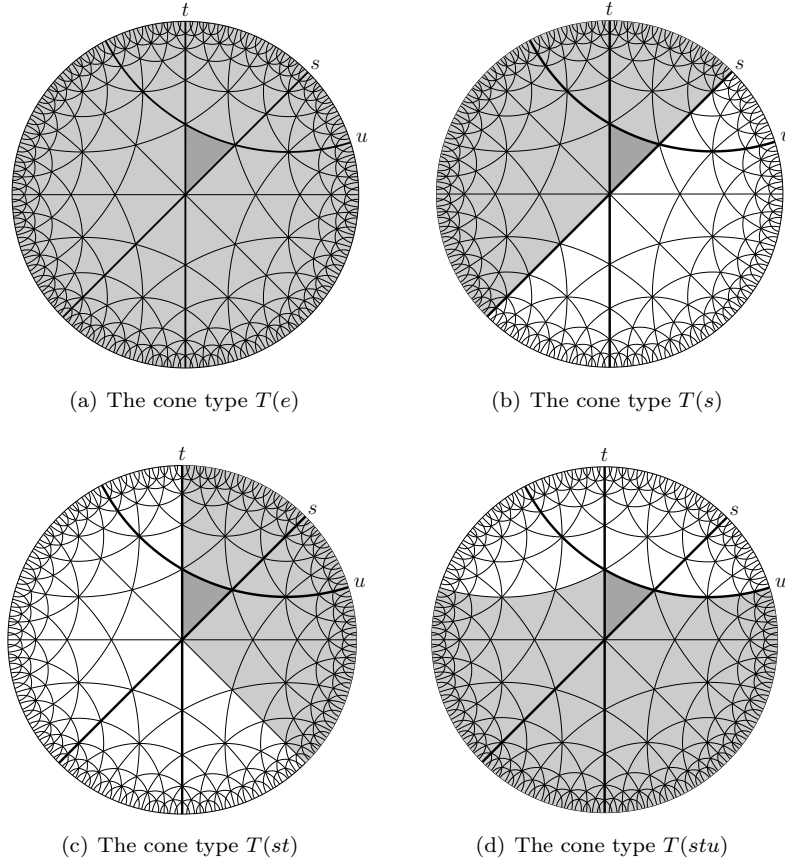 t
s
u
(a) The cone type T(e)
t
s
u
(b) The cone type T(s)
t
s
u
(c) The cone type T(st)
t
s
u
(d) The cone type T(stu)